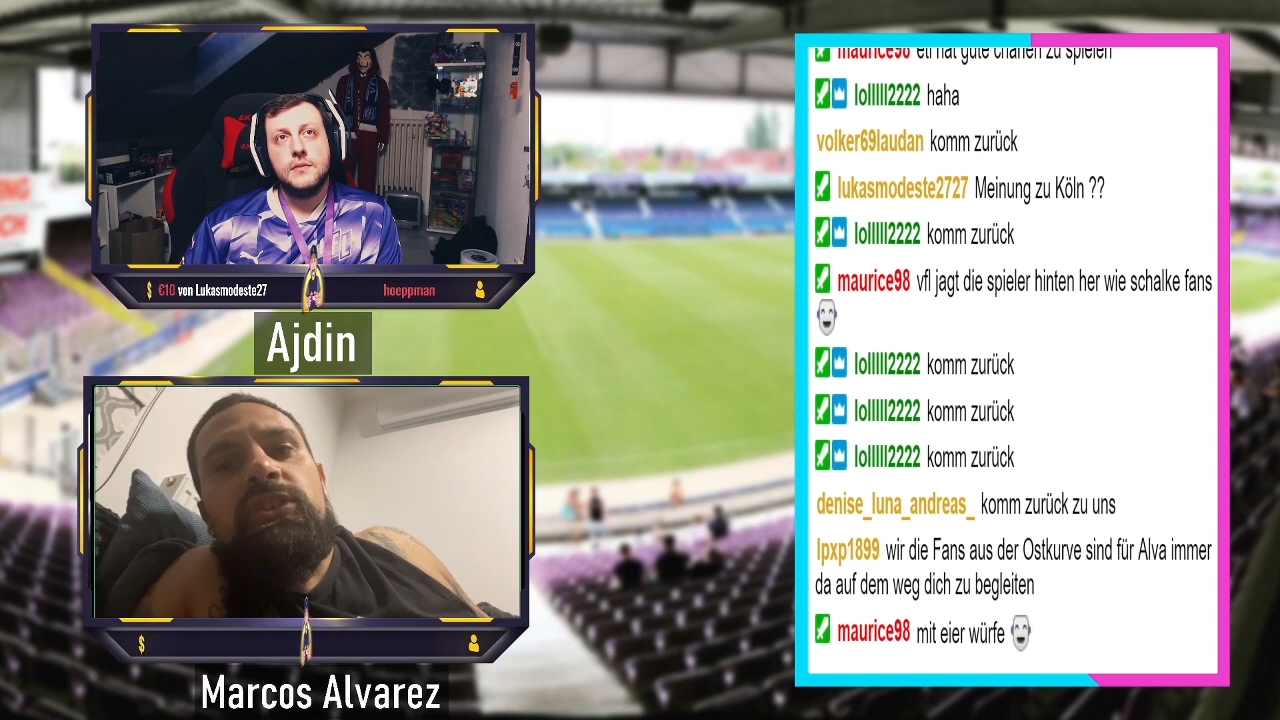 €10 von Lukasmodeste27
hoeppman
Ajdin
Marcos Alvarez
maurice98
lolllll2222 haha
volker69laudan komm zurück
lukasmodeste2727 Meinung zu Köln ??
lolllll2222 komm zurück
maurice98 vfl jagt die spieler hinten her wie schalke fans
lolllll2222 komm zurück
lolllll2222 komm zurück
lolllll2222 komm zurück
denise_luna_andreas_ komm zurück zu uns
lpxp1899 wir die Fans aus der Ostkurve sind für Alva immer
da auf dem weg dich zu begleiten
maurice98 mit eier würfe